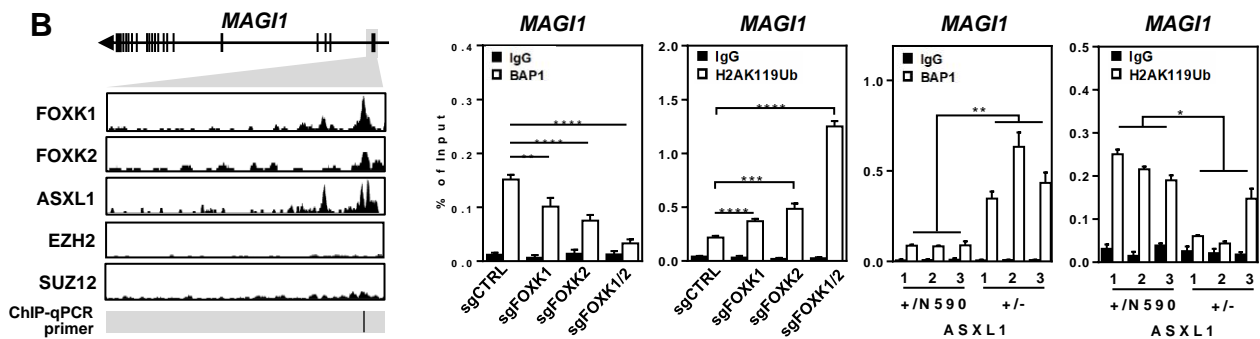 B
MAGI1
FOXK1
FOXK2
ASXL1
EZH2
SUZ12
ChIP-qPCR
primer
MAGI1
% of Input
0.4
0.3
0.2
0.1
0.0
IgG
BAP1
****
****
**
sgCTRL
sgFOXK1
sgFOXK2
sgFOXK1/2
MAGI1
2.0
1.5
1.0
0.5
0.0
IgG
H2AK119Ub
****
***
****
sgCTRL
sgFOXK1
sgFOXK2
sgFOXK1/2
MAGI1
1.0
0.5
0.0
IgG
BAP1
**
1 2 3 1 2 3
+/N590 +/-
ASXL1
MAGI1
0.5
0.4
0.3
0.2
0.1
0.0
IgG
H2AK119Ub
*
1 2 3 1 2 3
+/N590 +/-
ASXL1